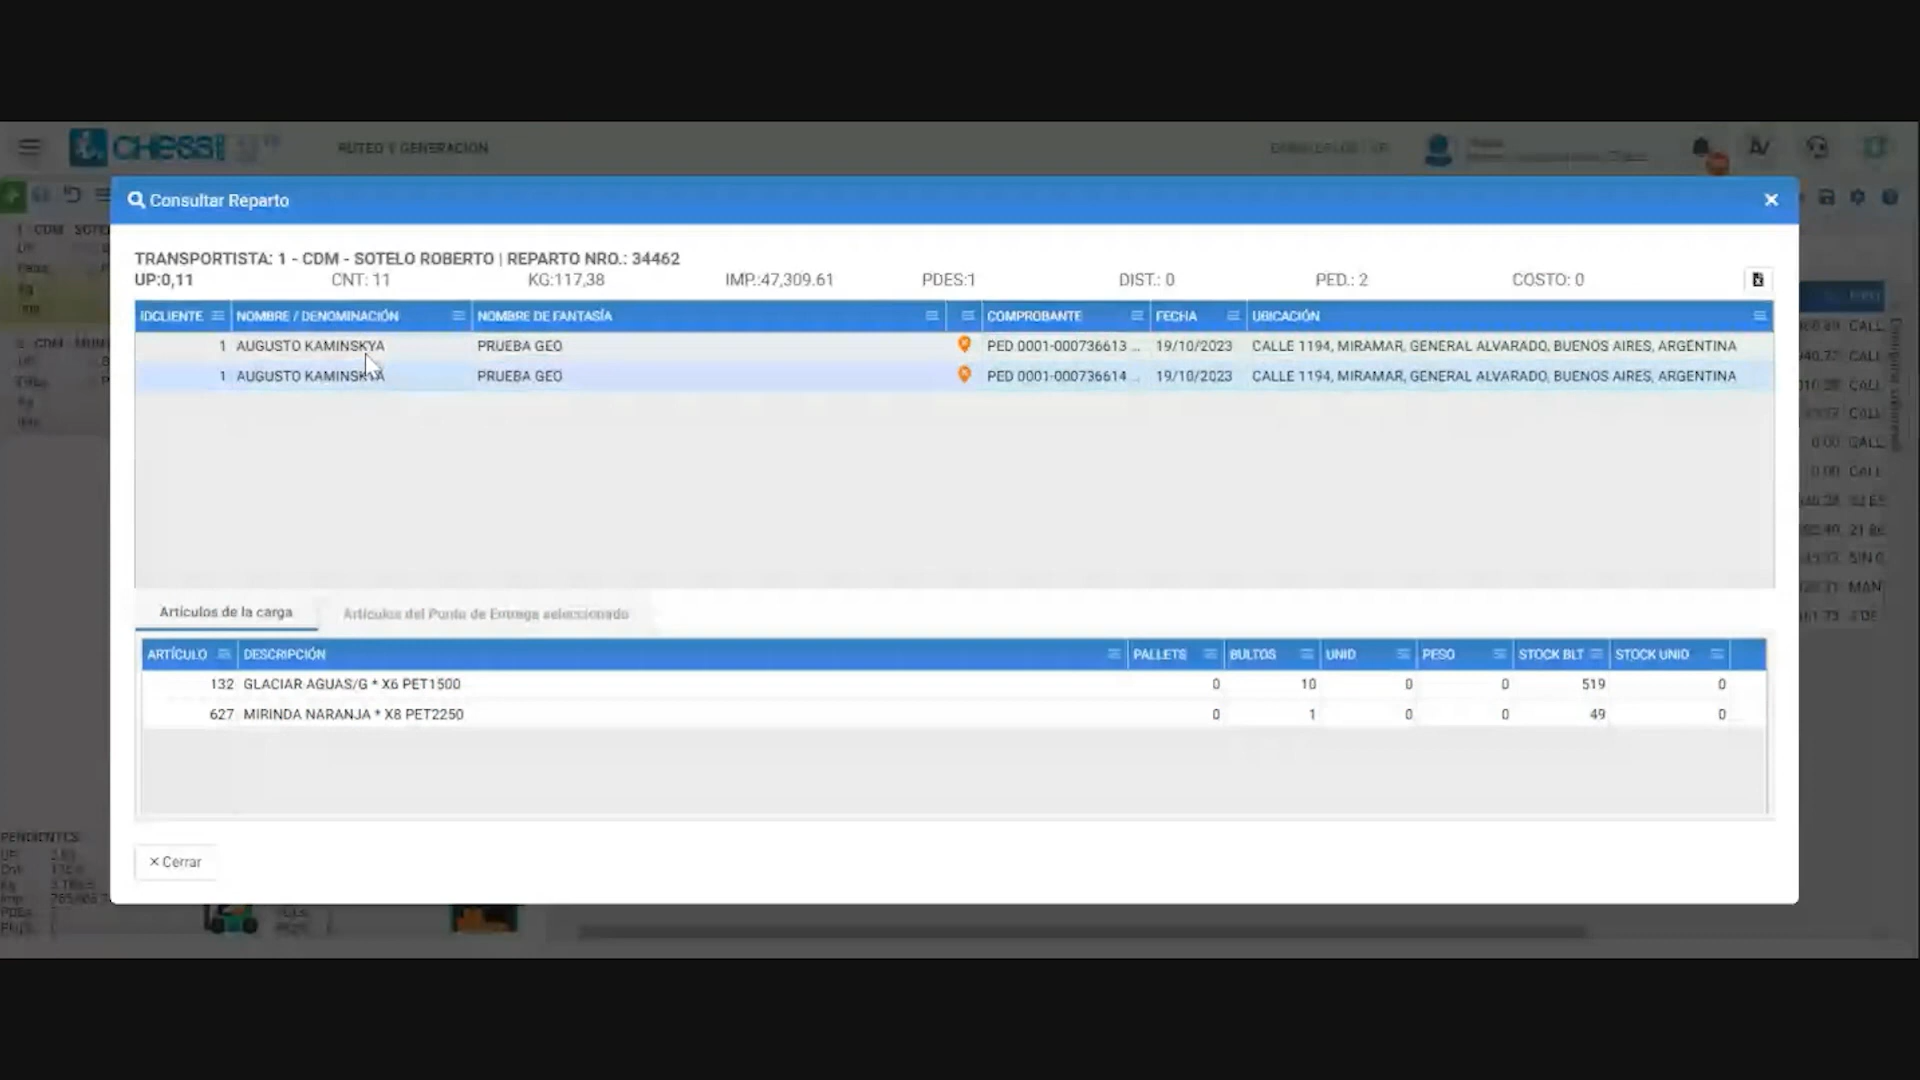 CHESS
RUTEO Y GENERACIÓN
Consultar Reparto
TRANSPORTISTA: 1 - CDM - SOTELO ROBERTO | REPARTO NRO.: 34462
UP:0,11 CNT: 11 KG:117,38 IMP.:47,309.61 PDES:1 DIST.: 0 PED.: 2 COSTO: 0
IDCLIENTE NOMBRE / DENOMINACIÓN NOMBRE DE FANTASÍA COMPROBANTE FECHA UBICACIÓN
1 AUGUSTO KAMINSKYA PRUEBA GEO PED 0001-000736613 ... 19/10/2023 CALLE 1194, MIRAMAR, GENERAL ALVARADO, BUENOS AIRES, ARGENTINA
1 AUGUSTO KAMINSKYA PRUEBA GEO PED 0001-000736614 ... 19/10/2023 CALLE 1194, MIRAMAR, GENERAL ALVARADO, BUENOS AIRES, ARGENTINA
Artículos de la carga Artículos del Punto de Entrega seleccionado
ARTÍCULO DESCRIPCIÓN PALLETS BULTOS UNID PESO STOCK BLT STOCK UNID
132 GLACIAR AGUAS/G * X6 PET1500 0 10 0 0 519 0
627 MIRINDA NARANJA * X8 PET2250 0 1 0 0 49 0
× Cerrar
PENDIENTES